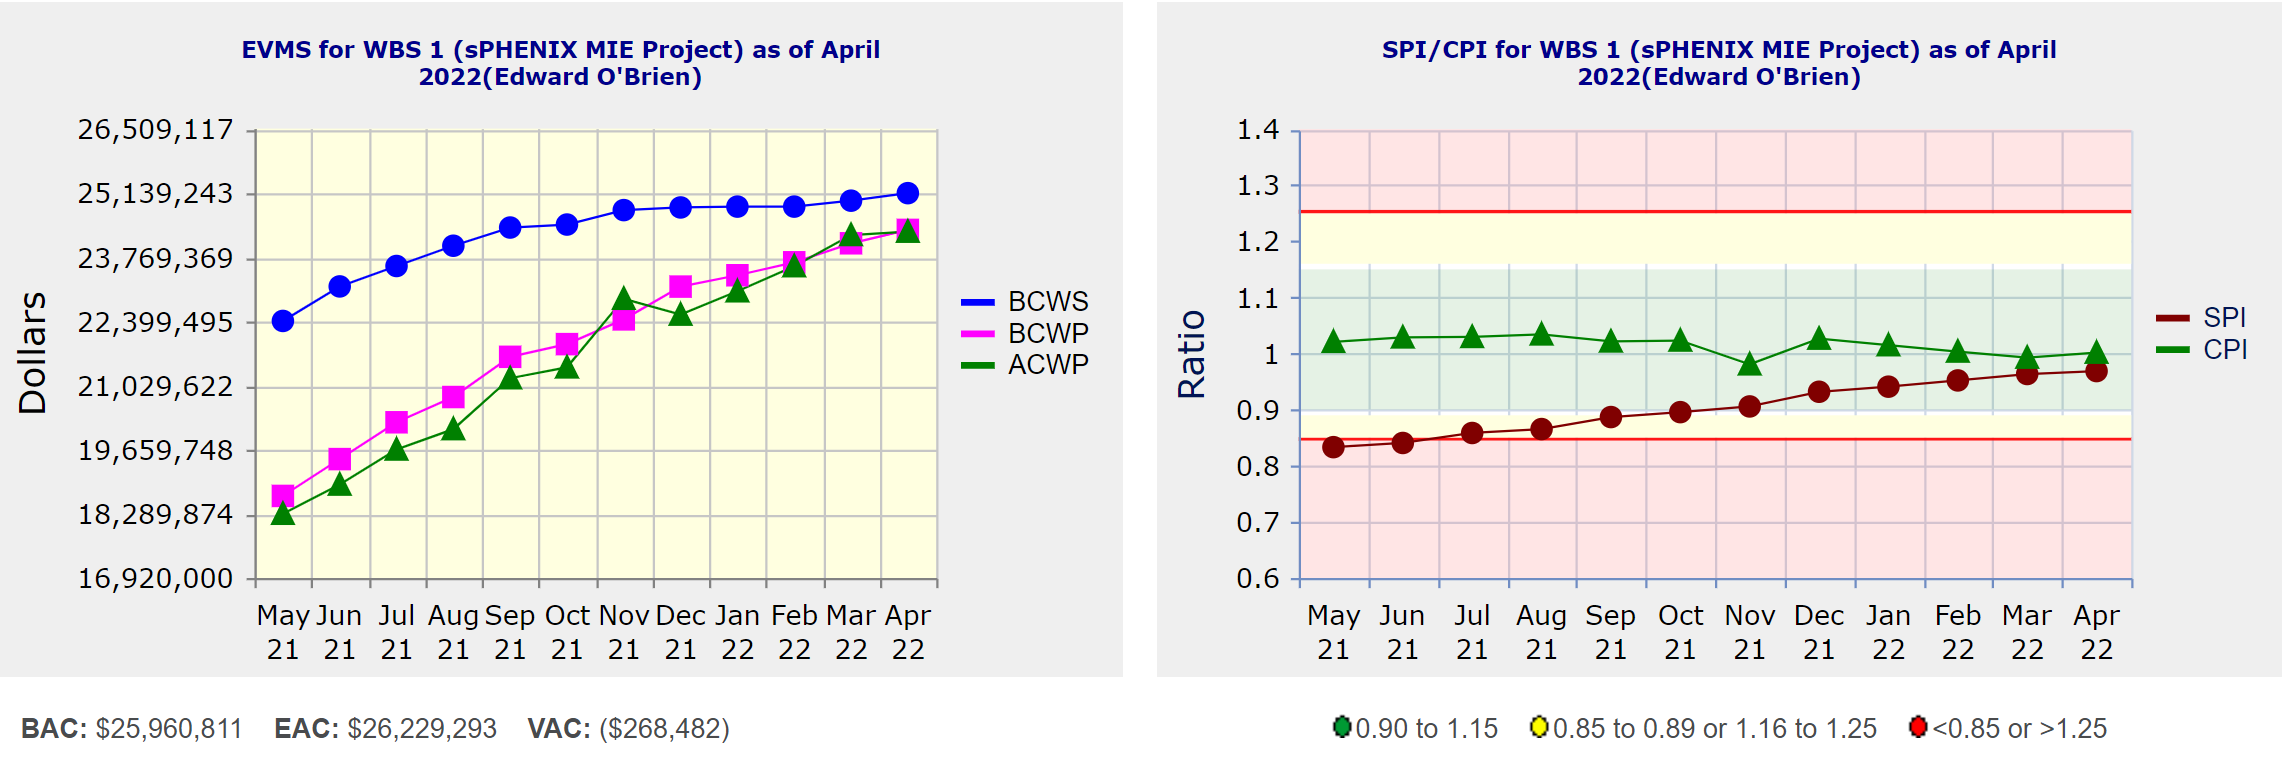 EVMS for WBS 1 (sPHENIX MIE Project) as of April
2022(Edward O'Brien)
Dollars
26,509,117
25,139,243
23,769,369
22,399,495
21,029,622
19,659,748
18,289,874
16,920,000
May Jun Jul Aug Sep Oct Nov Dec Jan Feb Mar Apr
21 21 21 21 21 21 21 21 22 22 22 22
BCWS
BCWP
ACWP
BAC: $25,960,811 EAC: $26,229,293 VAC: ($268,482)
SPI/CPI for WBS 1 (sPHENIX MIE Project) as of April
2022(Edward O'Brien)
Ratio
1.4
1.3
1.2
1.1
1
0.9
0.8
0.7
0.6
May Jun Jul Aug Sep Oct Nov Dec Jan Feb Mar Apr
21 21 21 21 21 21 21 21 22 22 22 22
SPI
CPI
0.90 to 1.15 0.85 to 0.89 or 1.16 to 1.25 <0.85 or >1.25